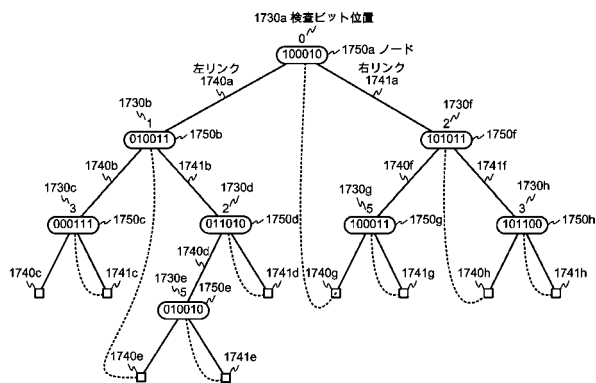 1730a 検査ビット位置
0
100010
1750a ノード
左リンク
1740a
右リンク
1741a
1730b
1
010011
1750b
1730f
2
101011
1750f
1740b
1741b
1740f
1741f
1730c
3
000111
1750c
1730d
2
011010
1750d
1730g
5
100011
1750g
1730h
3
101100
1750h
1740c
1741c
1740d
1741d
1740g
1741g
1740h
1741h
1730e
5
1750e
010010
1740e
1741e